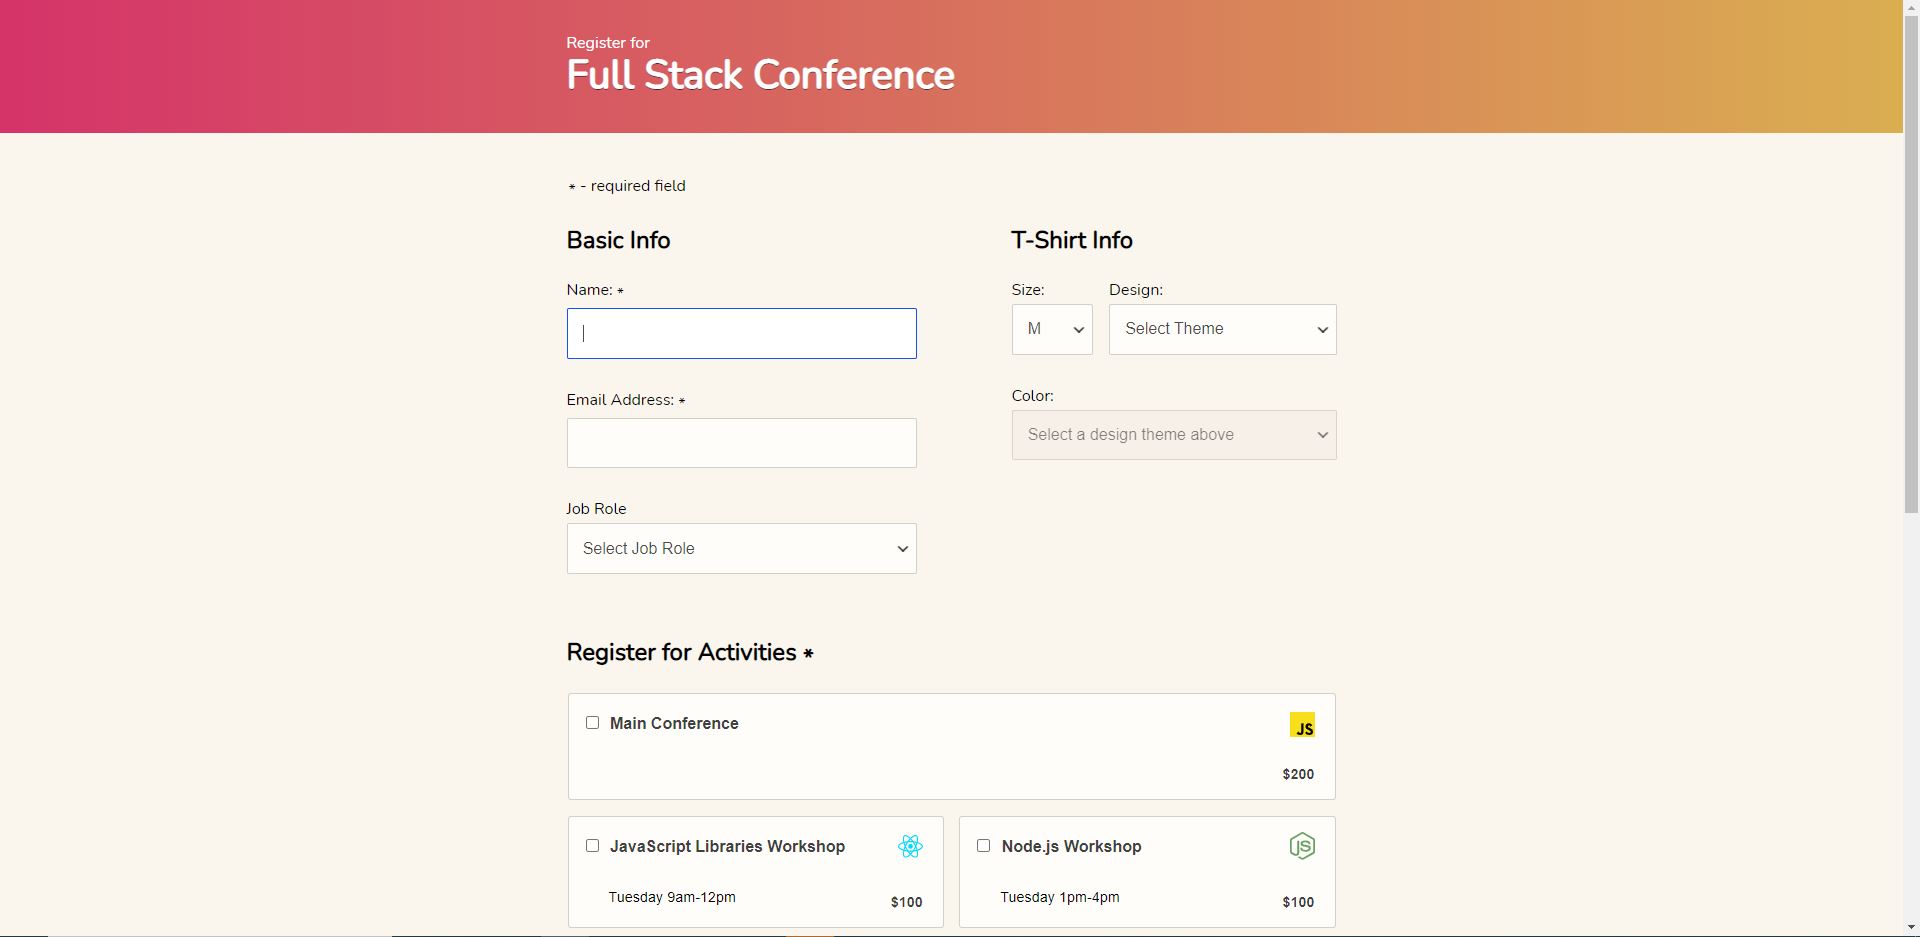 Register for
Full Stack Conference
* - required field
Basic Info
Name: *
Email Address: *
Job Role
Select Job Role
T-Shirt Info
Size:
Design:
M
Select Theme
Color:
Select a design theme above
Register for Activities *
Main Conference
JS
$200
JavaScript Libraries Workshop
Tuesday 9am-12pm
$100
Node.js Workshop
JS
Tuesday 1pm-4pm
$100